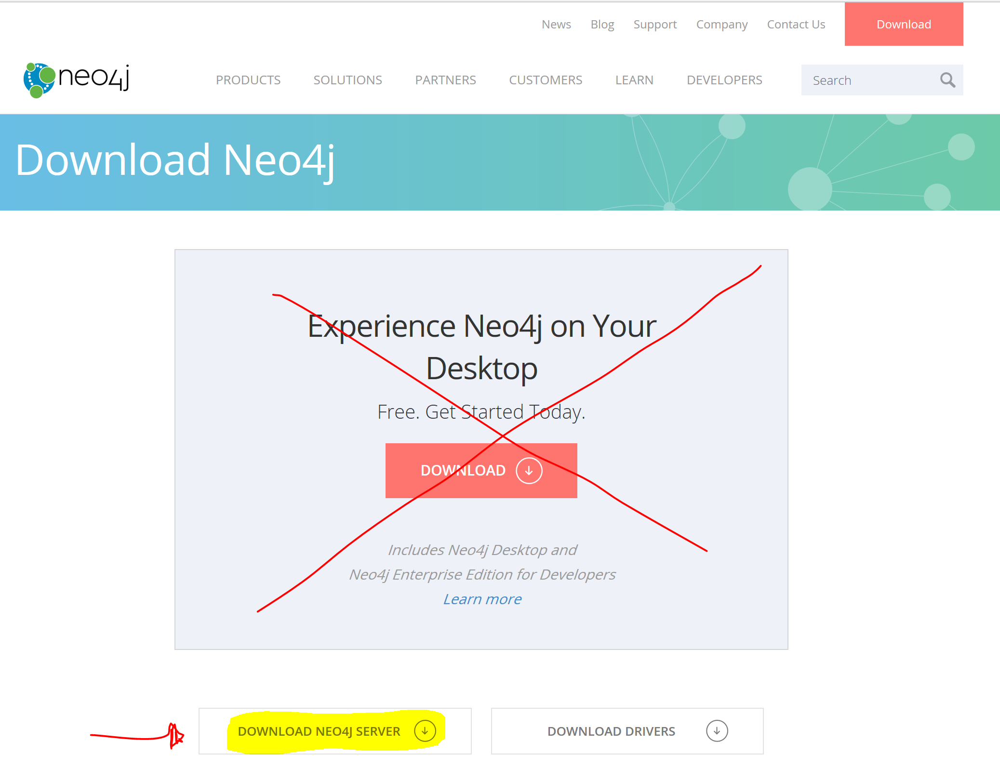 News Blog Support Company Contact Us Download
neo4j PRODUCTS SOLUTIONS PARTNERS CUSTOMERS LEARN DEVELOPERS Search
Download Neo4j
Experience Neo4j on Your
Desktop
Free. Get Started Today.
DOWNLOAD
Includes Neo4j Desktop and
Neo4j Enterprise Edition for Developers
Learn more
DOWNLOAD NEO4J SERVER DOWNLOAD DRIVERS